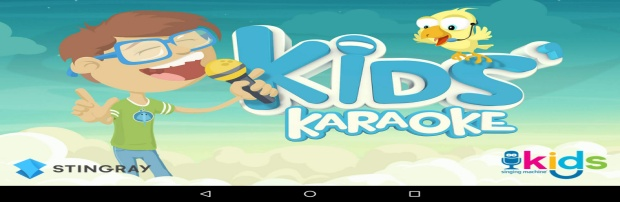 KiDS'
KARAOKE
STINGRAY
kids
singing machine